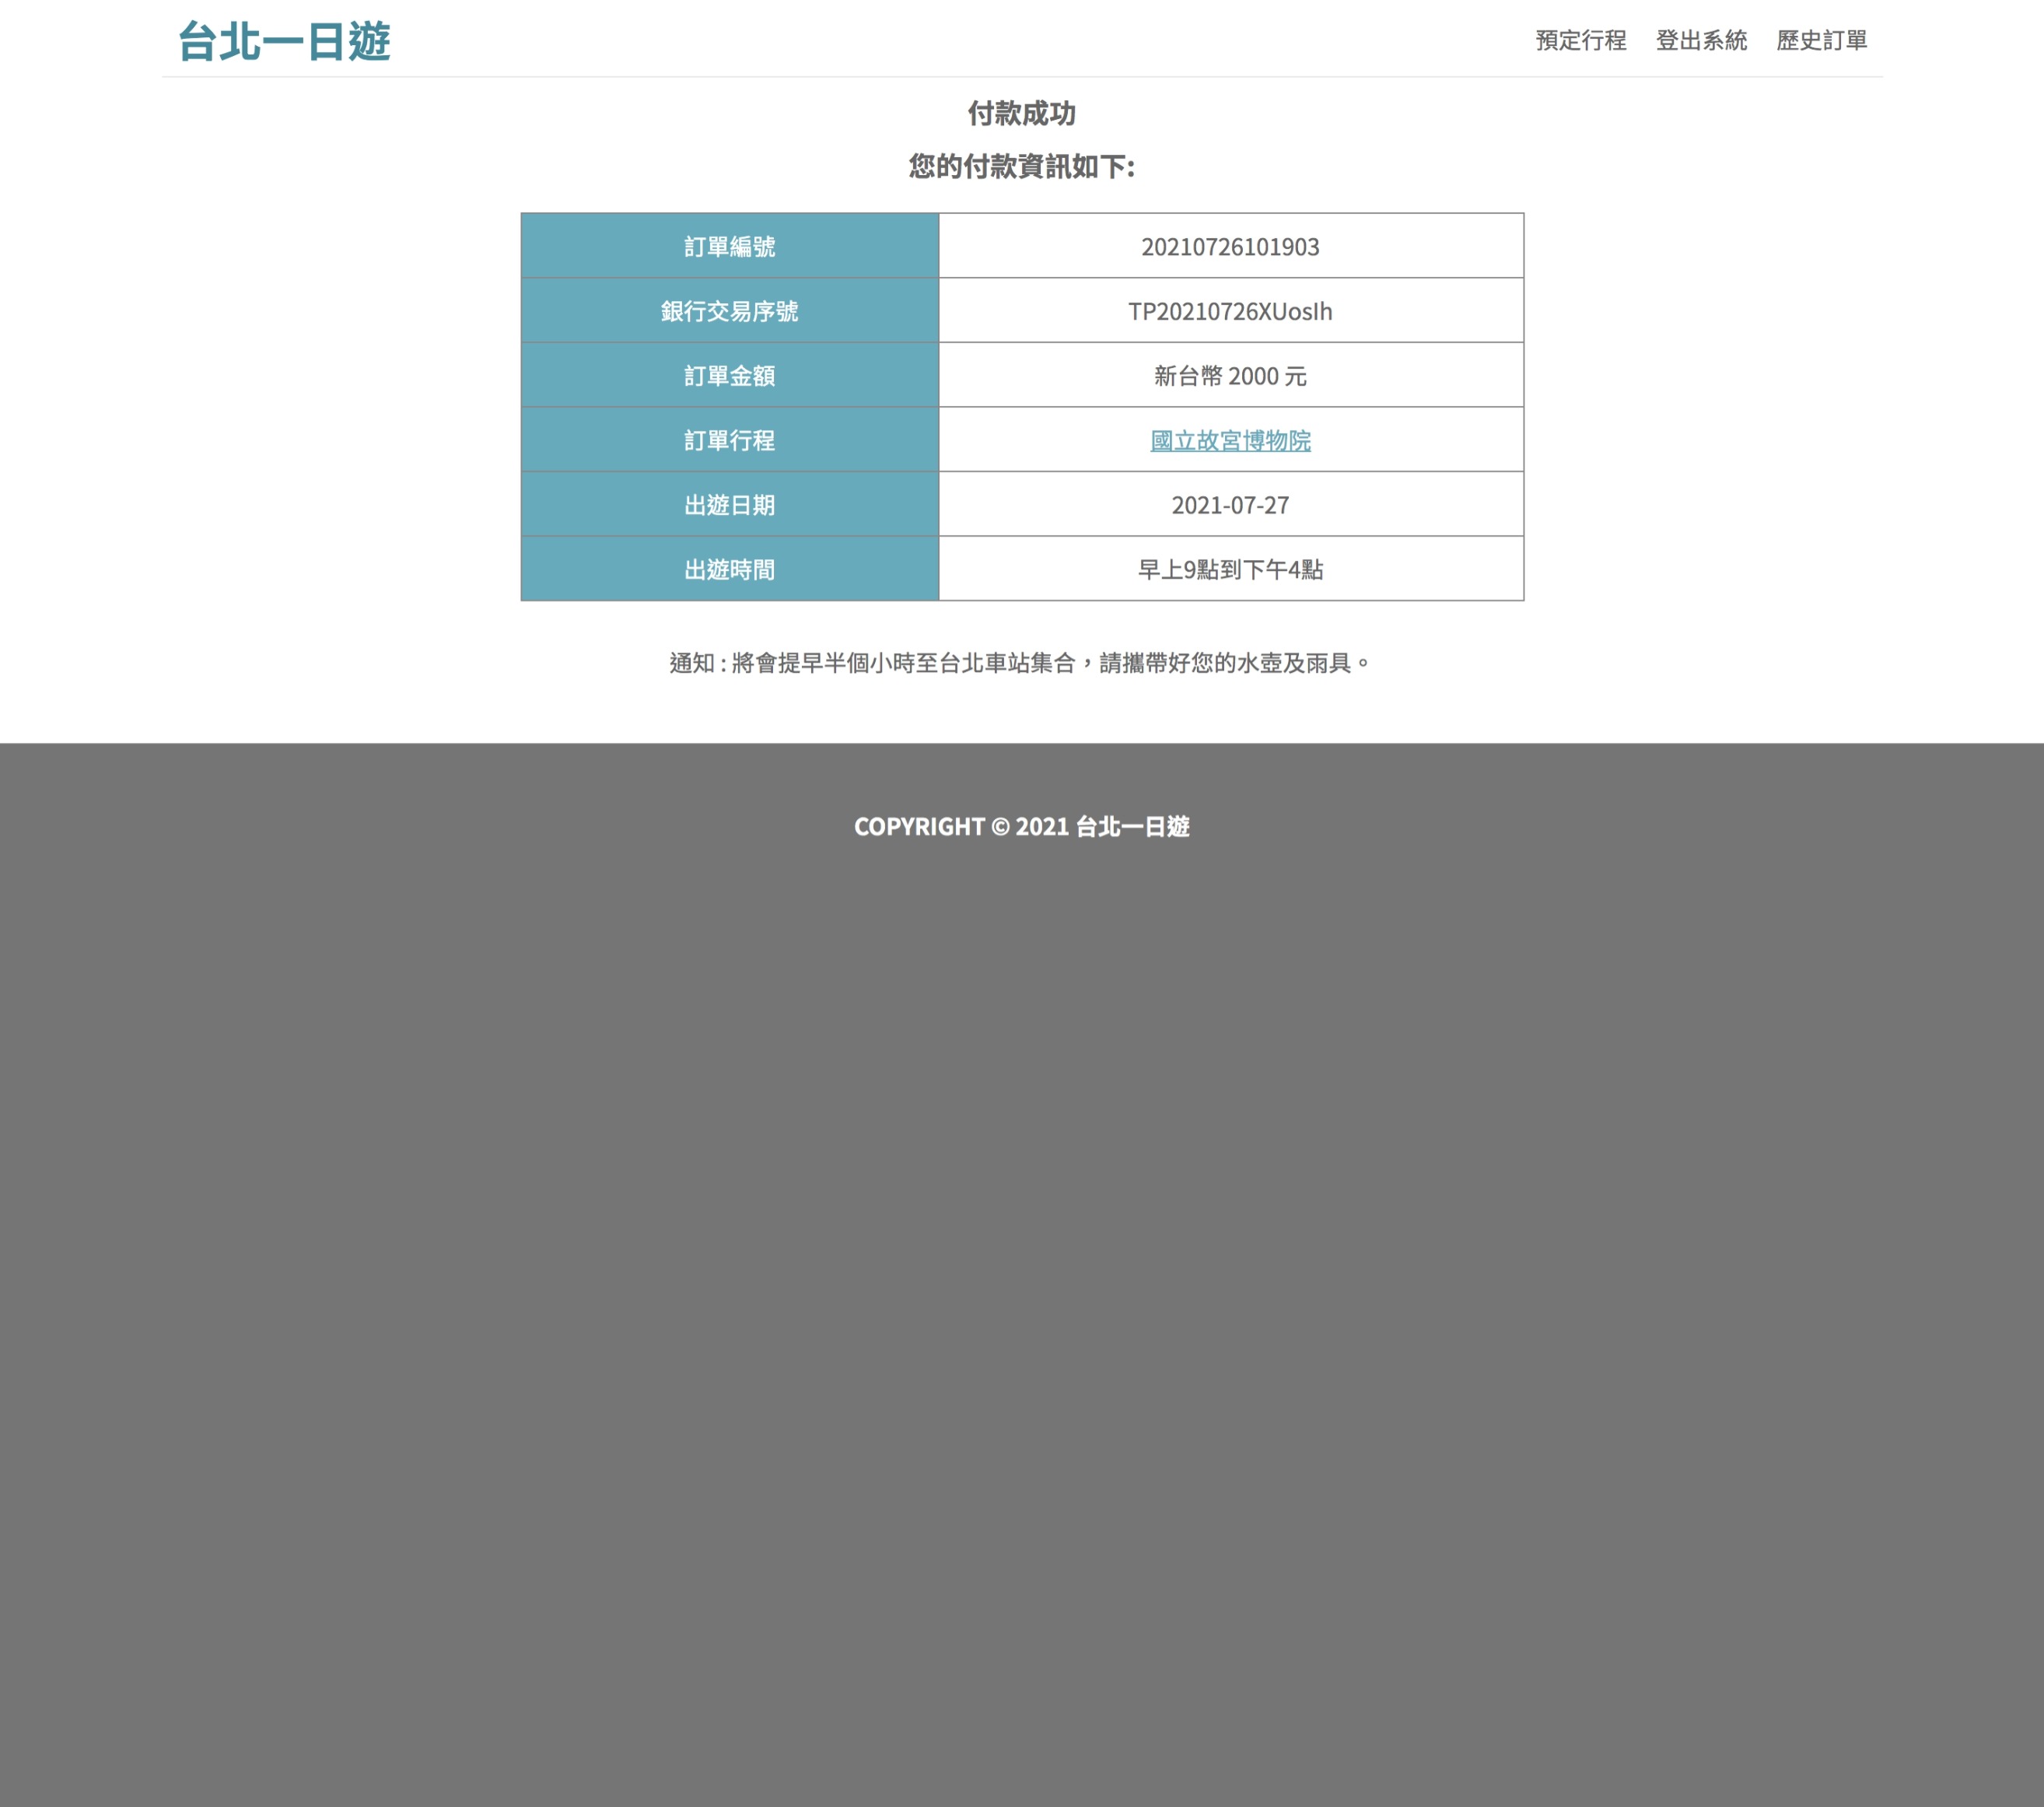 台北一日遊
預定行程 登出系統 歷史訂單
付款成功
您的付款資訊如下:
訂單編號 20210726101903
銀行交易序號 TP20210726XUosIh
訂單金額 新台幣 2000 元
訂單行程 國立故宮博物院
出遊日期 2021-07-27
出遊時間 早上9點到下午4點
通知 : 將會提早半個小時至台北車站集合，請攜帶好您的水壺及雨具。
COPYRIGHT © 2021 台北一日遊